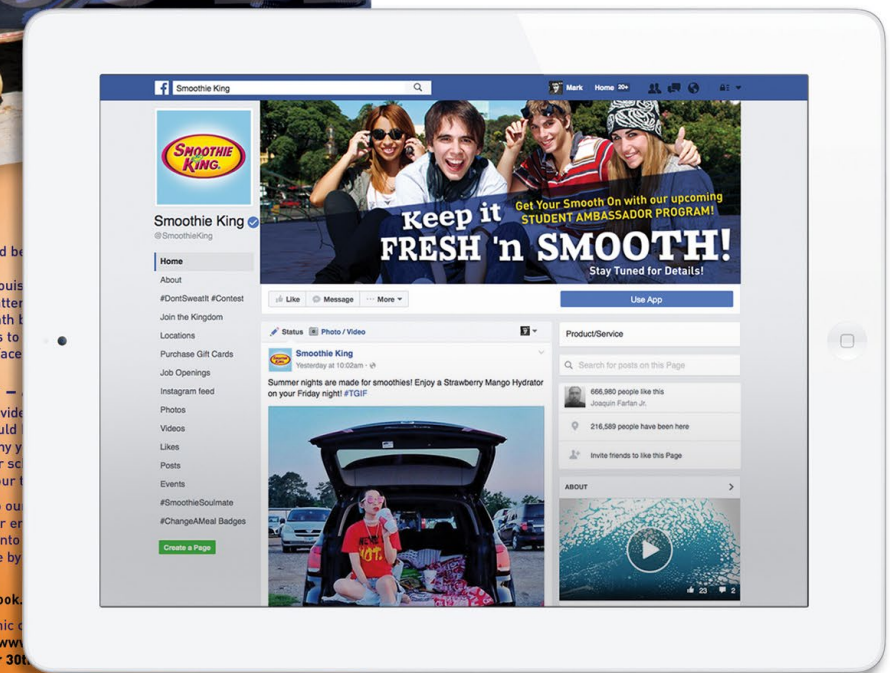 Smoothie King
Mark Home 20+
SMOOTHIE
KING®
Smoothie King
@SmoothieKing
Home
About
#DontSweatIt #Contest
Join the Kingdom
Locations
Purchase Gift Cards
Job Openings
Instagram feed
Photos
Videos
Likes
Posts
Events
#SmoothieSoulmate
#ChangeAMeal Badges
Create a Page
Get Your Smooth On with our upcoming
STUDENT AMBASSADOR PROGRAM!
Keep it
FRESH 'n SMOOTH!
Stay Tuned for Details!
Like Message More
Use App
Status Photo / Video
Smoothie King
Yesterday at 10:02am
Summer nights are made for smoothies! Enjoy a Strawberry Mango Hydrator
on your Friday night! #TGIF
HOT!
Product/Service
Search for posts on this Page
666,980 people like this
Joaquin Farfan Jr.
216,589 people have been here
Invite friends to like this Page
ABOUT
23 2